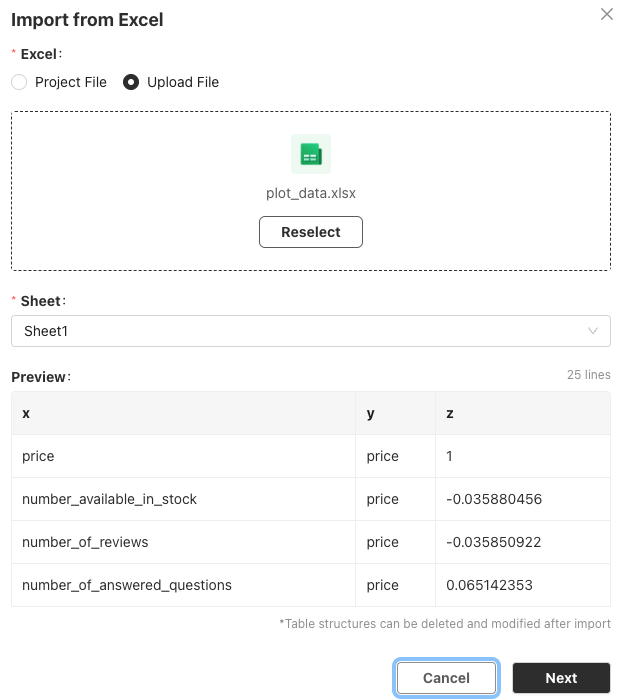 Import from Excel
* Excel:
Project File Upload File
plot_data.xlsx
Reselect
* Sheet:
Sheet1
Preview: 25 lines
x y z
price price 1
number_available_in_stock price -0.035880456
number_of_reviews price -0.035850922
number_of_answered_questions price 0.065142353
*Table structures can be deleted and modified after import
Cancel Next